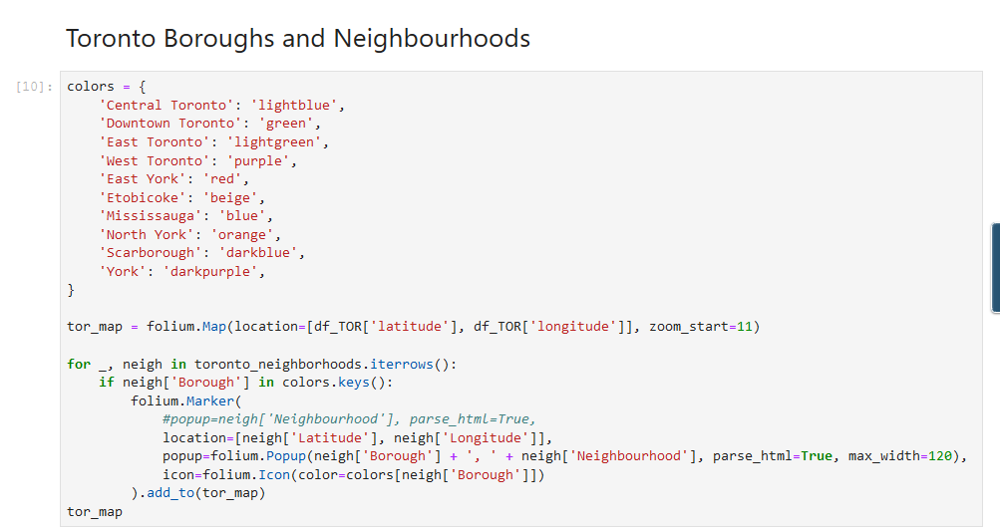 Toronto Boroughs and Neighbourhoods
[10]: colors = {
    'Central Toronto': 'lightblue',
    'Downtown Toronto': 'green',
    'East Toronto': 'lightgreen',
    'West Toronto': 'purple',
    'East York': 'red',
    'Etobicoke': 'beige',
    'Mississauga': 'blue',
    'North York': 'orange',
    'Scarborough': 'darkblue',
    'York': 'darkpurple',
}
tor_map = folium.Map(location=[df_TOR['latitude'], df_TOR['longitude']], zoom_start=11)
for _, neigh in toronto_neighborhoods.iterrows():
    if neigh['Borough'] in colors.keys():
        folium.Marker(
            #popup=neigh['Neighbourhood'], parse_html=True,
            location=[neigh['Latitude'], neigh['Longitude']],
            popup=folium.Popup(neigh['Borough'] + ', ' + neigh['Neighbourhood'], parse_html=True, max_width=120),
            icon=folium.Icon(color=colors[neigh['Borough']])
        ).add_to(tor_map)
tor_map